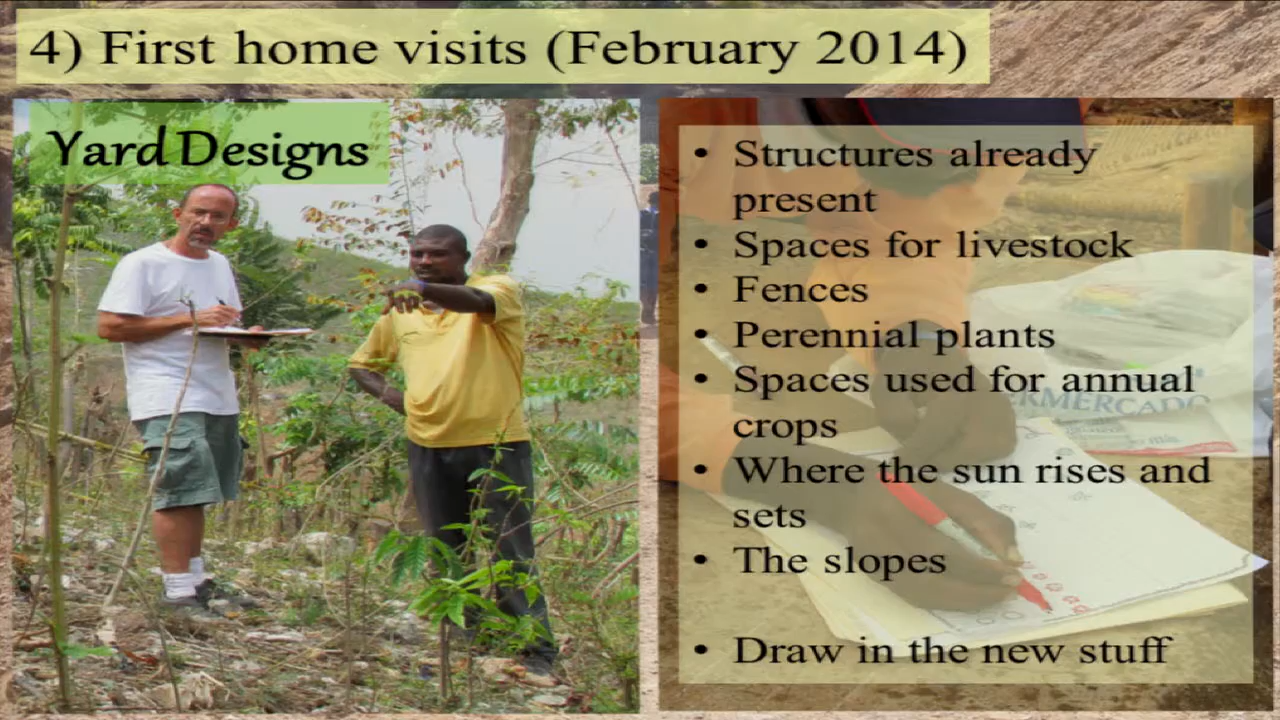 4) First home visits (February 2014)
Yard Designs
• Structures already
present
• Spaces for livestock
• Fences
• Perennial plants
• Spaces used for annual
crops
• Where the sun rises and
sets
• The slopes
• Draw in the new stuff
ERMERCADO